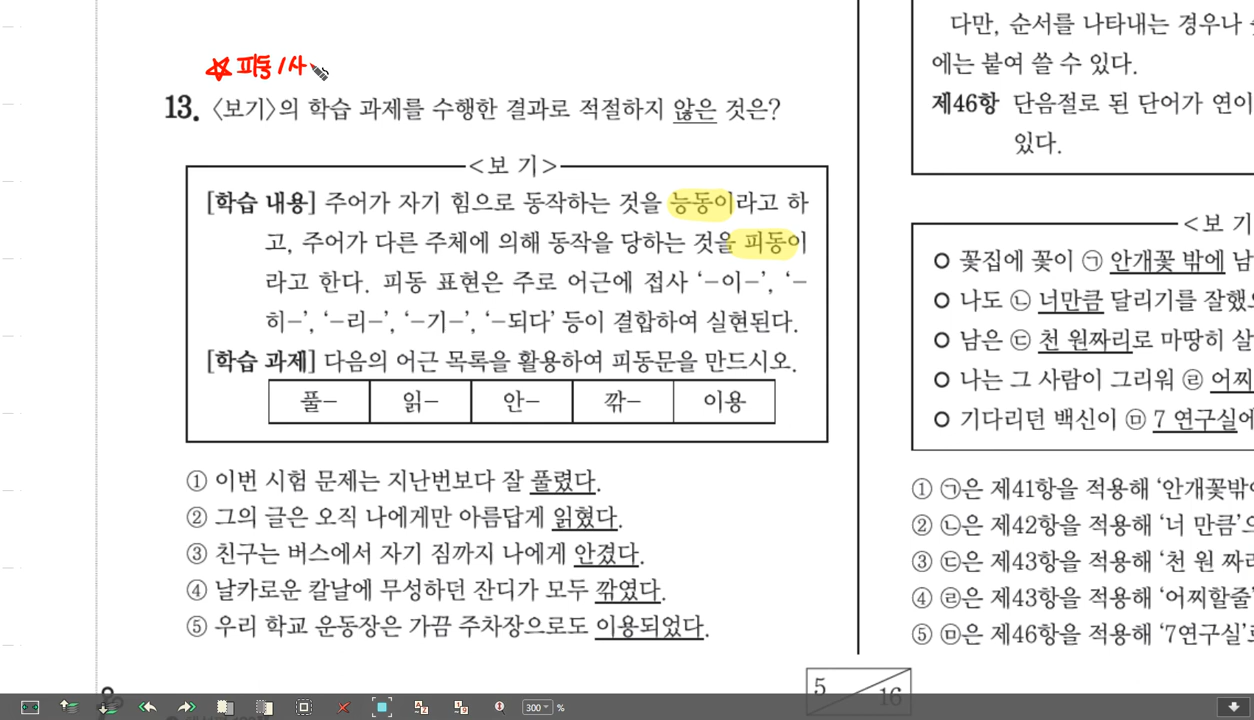 ☆피동/사
13. 〈보기〉의 학습 과제를 수행한 결과로 적절하지 않은 것은?
<보 기>
[학습 내용] 주어가 자기 힘으로 동작하는 것을 능동이라고 하
고, 주어가 다른 주체에 의해 동작을 당하는 것을 피동이
라고 한다. 피동 표현은 주로 어근에 접사 ‘-이-’, ‘-
히-’, ‘-리-’, ‘-기-’, ‘-되다’ 등이 결합하여 실현된다.
[학습 과제] 다음의 어근 목록을 활용하여 피동문을 만드시오.
풀- 읽- 안- 깎- 이용
① 이번 시험 문제는 지난번보다 잘 풀렸다.
② 그의 글은 오직 나에게만 아름답게 읽혔다.
③ 친구는 버스에서 자기 짐까지 나에게 안겼다.
④ 날카로운 칼날에 무성하던 잔디가 모두 깎였다.
⑤ 우리 학교 운동장은 가끔 주차장으로도 이용되었다.
다만, 순서를 나타내는 경우나
에는 붙여 쓸 수 있다.
제46항 단음절로 된 단어가 연이
있다.
<보 기
○ 꽃집에 꽃이 ㉠ 안개꽃 밖에 남
○ 나도 ㉡ 너만큼 달리기를 잘했
○ 남은 ㉢ 천 원짜리로 마땅히 살
○ 나는 그 사람이 그리워 ㉣ 어찌
○ 기다리던 백신이 ㉤ 7 연구실에
① ㉠은 제41항을 적용해 ‘안개꽃밖
② ㉡은 제42항을 적용해 ‘너 만큼’으
③ ㉢은 제43항을 적용해 ‘천 원 짜리
④ ㉣은 제43항을 적용해 ‘어찌할줄’
⑤ ㉤은 제46항을 적용해 ‘7연구실’로
5 16
300 %